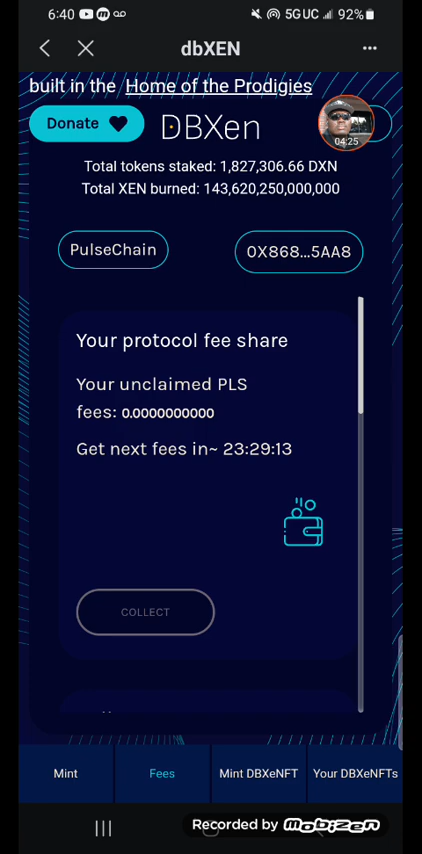 6:40 5G UC 92%
dbXEN
built in the Home of the Prodigies
Donate DBXen
04:25
Total tokens staked: 1,827,306.66 DXN
Total XEN burned: 143,620,250,000,000
PulseChain 0X868...5AA8
Your protocol fee share
Your unclaimed PLS
fees: 0.0000000000
Get next fees in~ 23:29:13
COLLECT
Mint Fees Mint DBXeNFT Your DBXeNFTs
Recorded by MOBIZEN